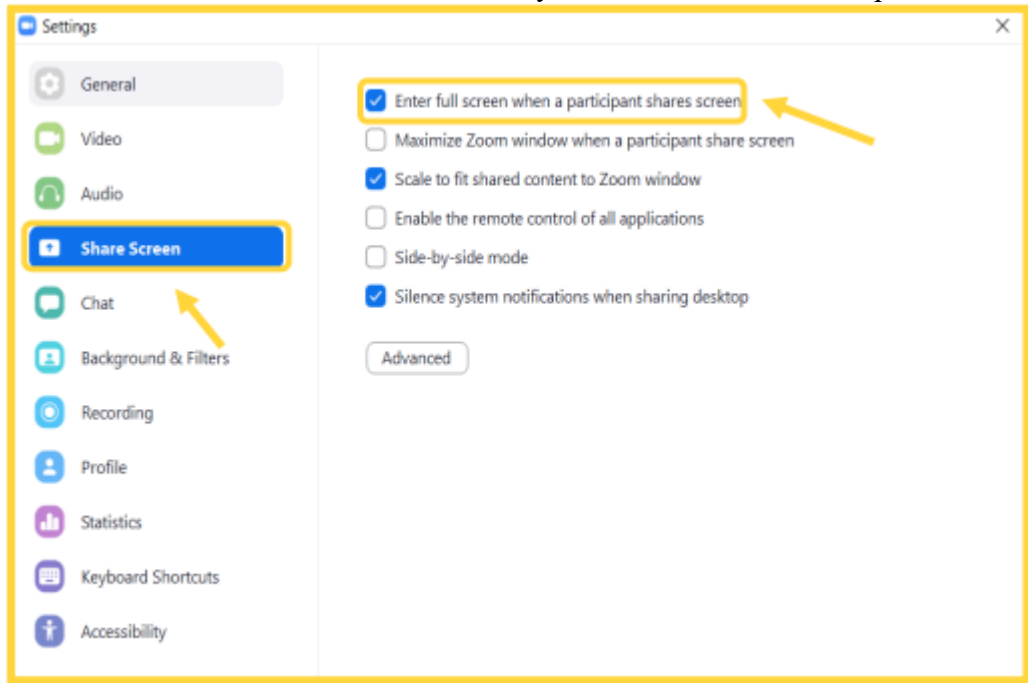 Settings
General
Video
Audio
Share Screen
Chat
Background & Filters
Recording
Profile
Statistics
Keyboard Shortcuts
Accessibility
Enter full screen when a participant shares screen
Maximize Zoom window when a participant share screen
Scale to fit shared content to Zoom window
Enable the remote control of all applications
Side-by-side mode
Silence system notifications when sharing desktop
Advanced